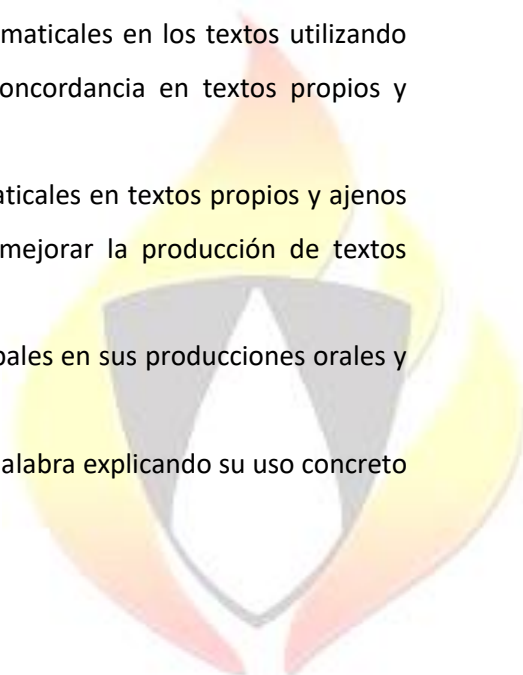 maticales en los textos utilizando
oncordancia en textos propios y
aticales en textos propios y ajenos
mejorar la producción de textos
bales en sus producciones orales y
alabra explicando su uso concreto